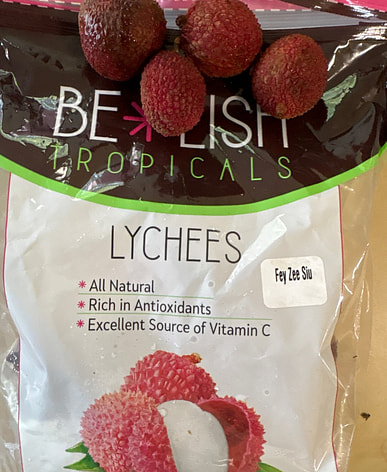 BE*LISH
TROPICALS
LYCHEES
Fey Zee Siu
* All Natural
* Rich in Antioxidants
* Excellent Source of Vitamin C